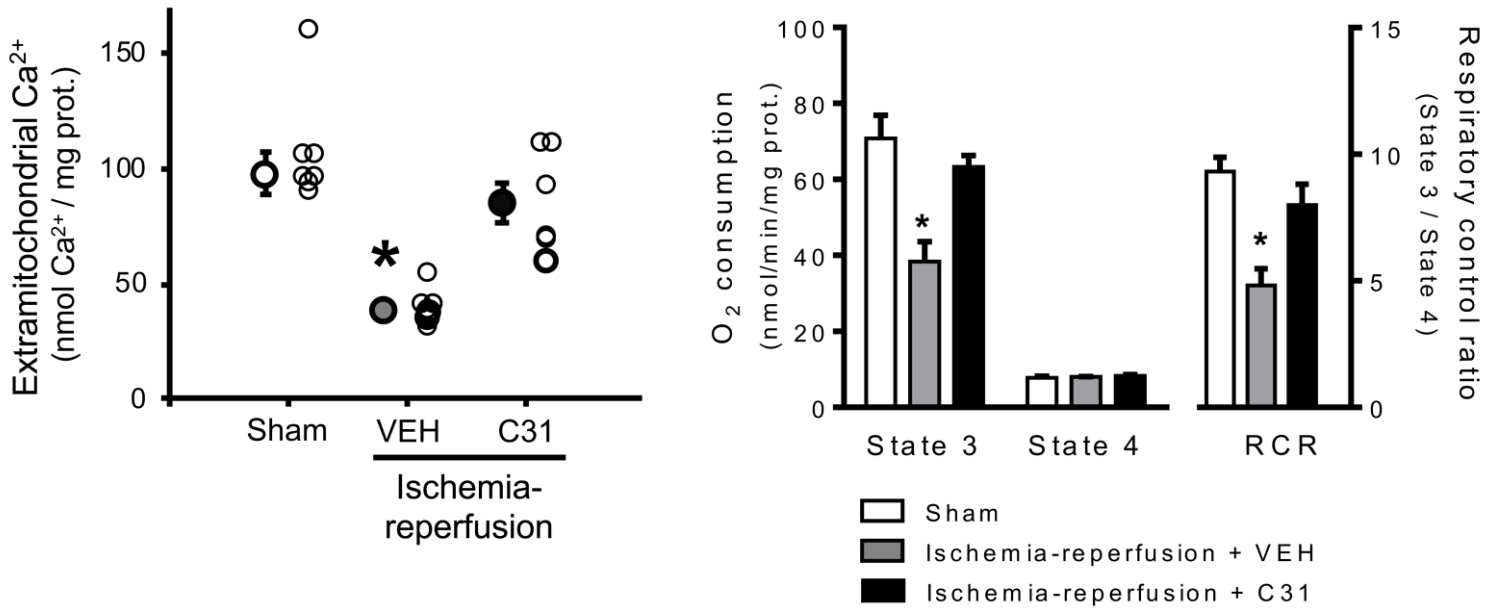 Extramitochondrial Ca²⁺
(nmol Ca²⁺ / mg prot.)
150
100
50
0
*
Sham
VEH
C31
Ischemia-
reperfusion
O₂ consumption
(nmol/min/mg prot.)
100
80
60
40
20
0
*
*
15
10
5
0
Respiratory control ratio
(State 3 / State 4)
State 3
State 4
RCR
Sham
Ischemia-reperfusion + VEH
Ischemia-reperfusion + C31